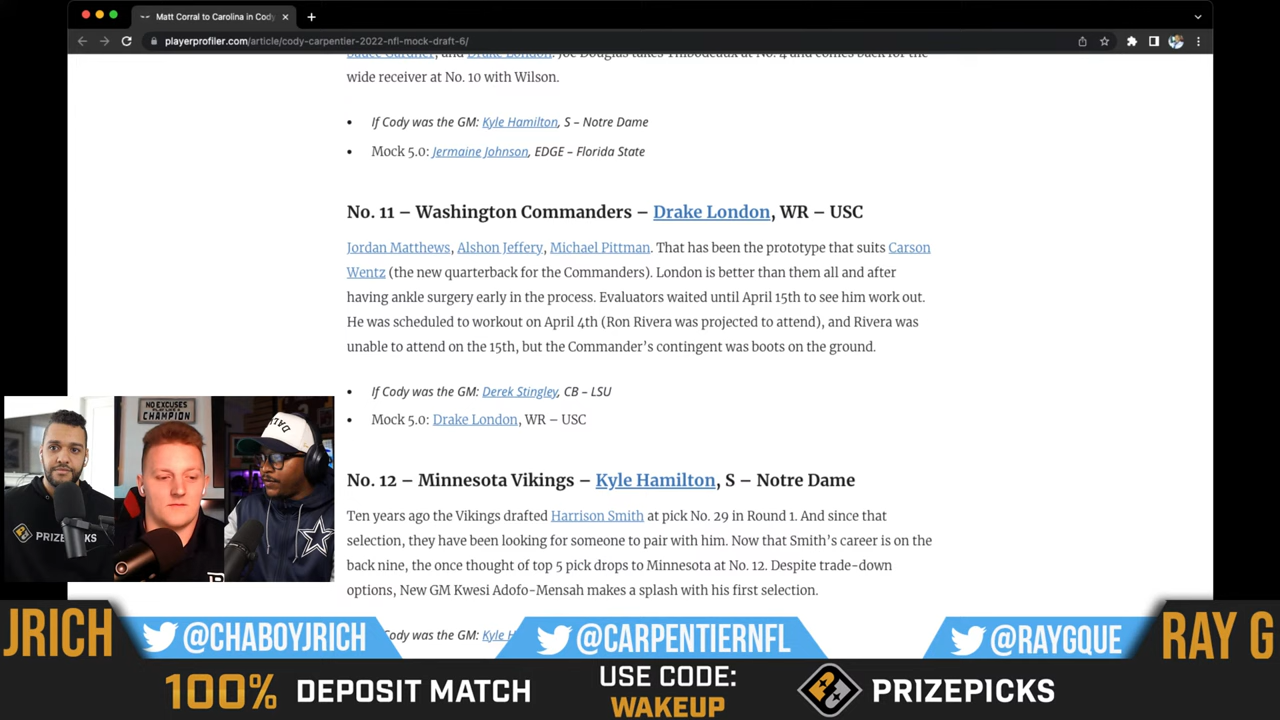 Matt Corral to Carolina in Cody
playerprofiler.com/article/cody-carpentier-2022-nfl-mock-draft-6/
Sauce Gardner, and Drake London. Joe Douglas takes Thibodeaux at No. 4 and comes back for the
wide receiver at No. 10 with Wilson.
• If Cody was the GM: Kyle Hamilton, S – Notre Dame
• Mock 5.0: Jermaine Johnson, EDGE – Florida State
No. 11 – Washington Commanders – Drake London, WR – USC
Jordan Matthews, Alshon Jeffery, Michael Pittman. That has been the prototype that suits Carson
Wentz (the new quarterback for the Commanders). London is better than them all and after
having ankle surgery early in the process. Evaluators waited until April 15th to see him work out.
He was scheduled to workout on April 4th (Ron Rivera was projected to attend), and Rivera was
unable to attend on the 15th, but the Commander’s contingent was boots on the ground.
• If Cody was the GM: Derek Stingley, CB – LSU
• Mock 5.0: Drake London, WR – USC
No. 12 – Minnesota Vikings – Kyle Hamilton, S – Notre Dame
Ten years ago the Vikings drafted Harrison Smith at pick No. 29 in Round 1. And since that
selection, they have been looking for someone to pair with him. Now that Smith’s career is on the
back nine, the once thought of top 5 pick drops to Minnesota at No. 12. Despite trade-down
options, New GM Kwesi Adofo-Mensah makes a splash with his first selection.
Cody was the GM: Kyle H
NO EXCUSES
PLAY LIKE A
CHAMPION
PRIZEPICKS
JRICH
@CHABOYJRICH
@CARPENTIERNFL
@RAYGQUE
RAY G
100% DEPOSIT MATCH
USE CODE:
WAKEUP
PRIZEPICKS